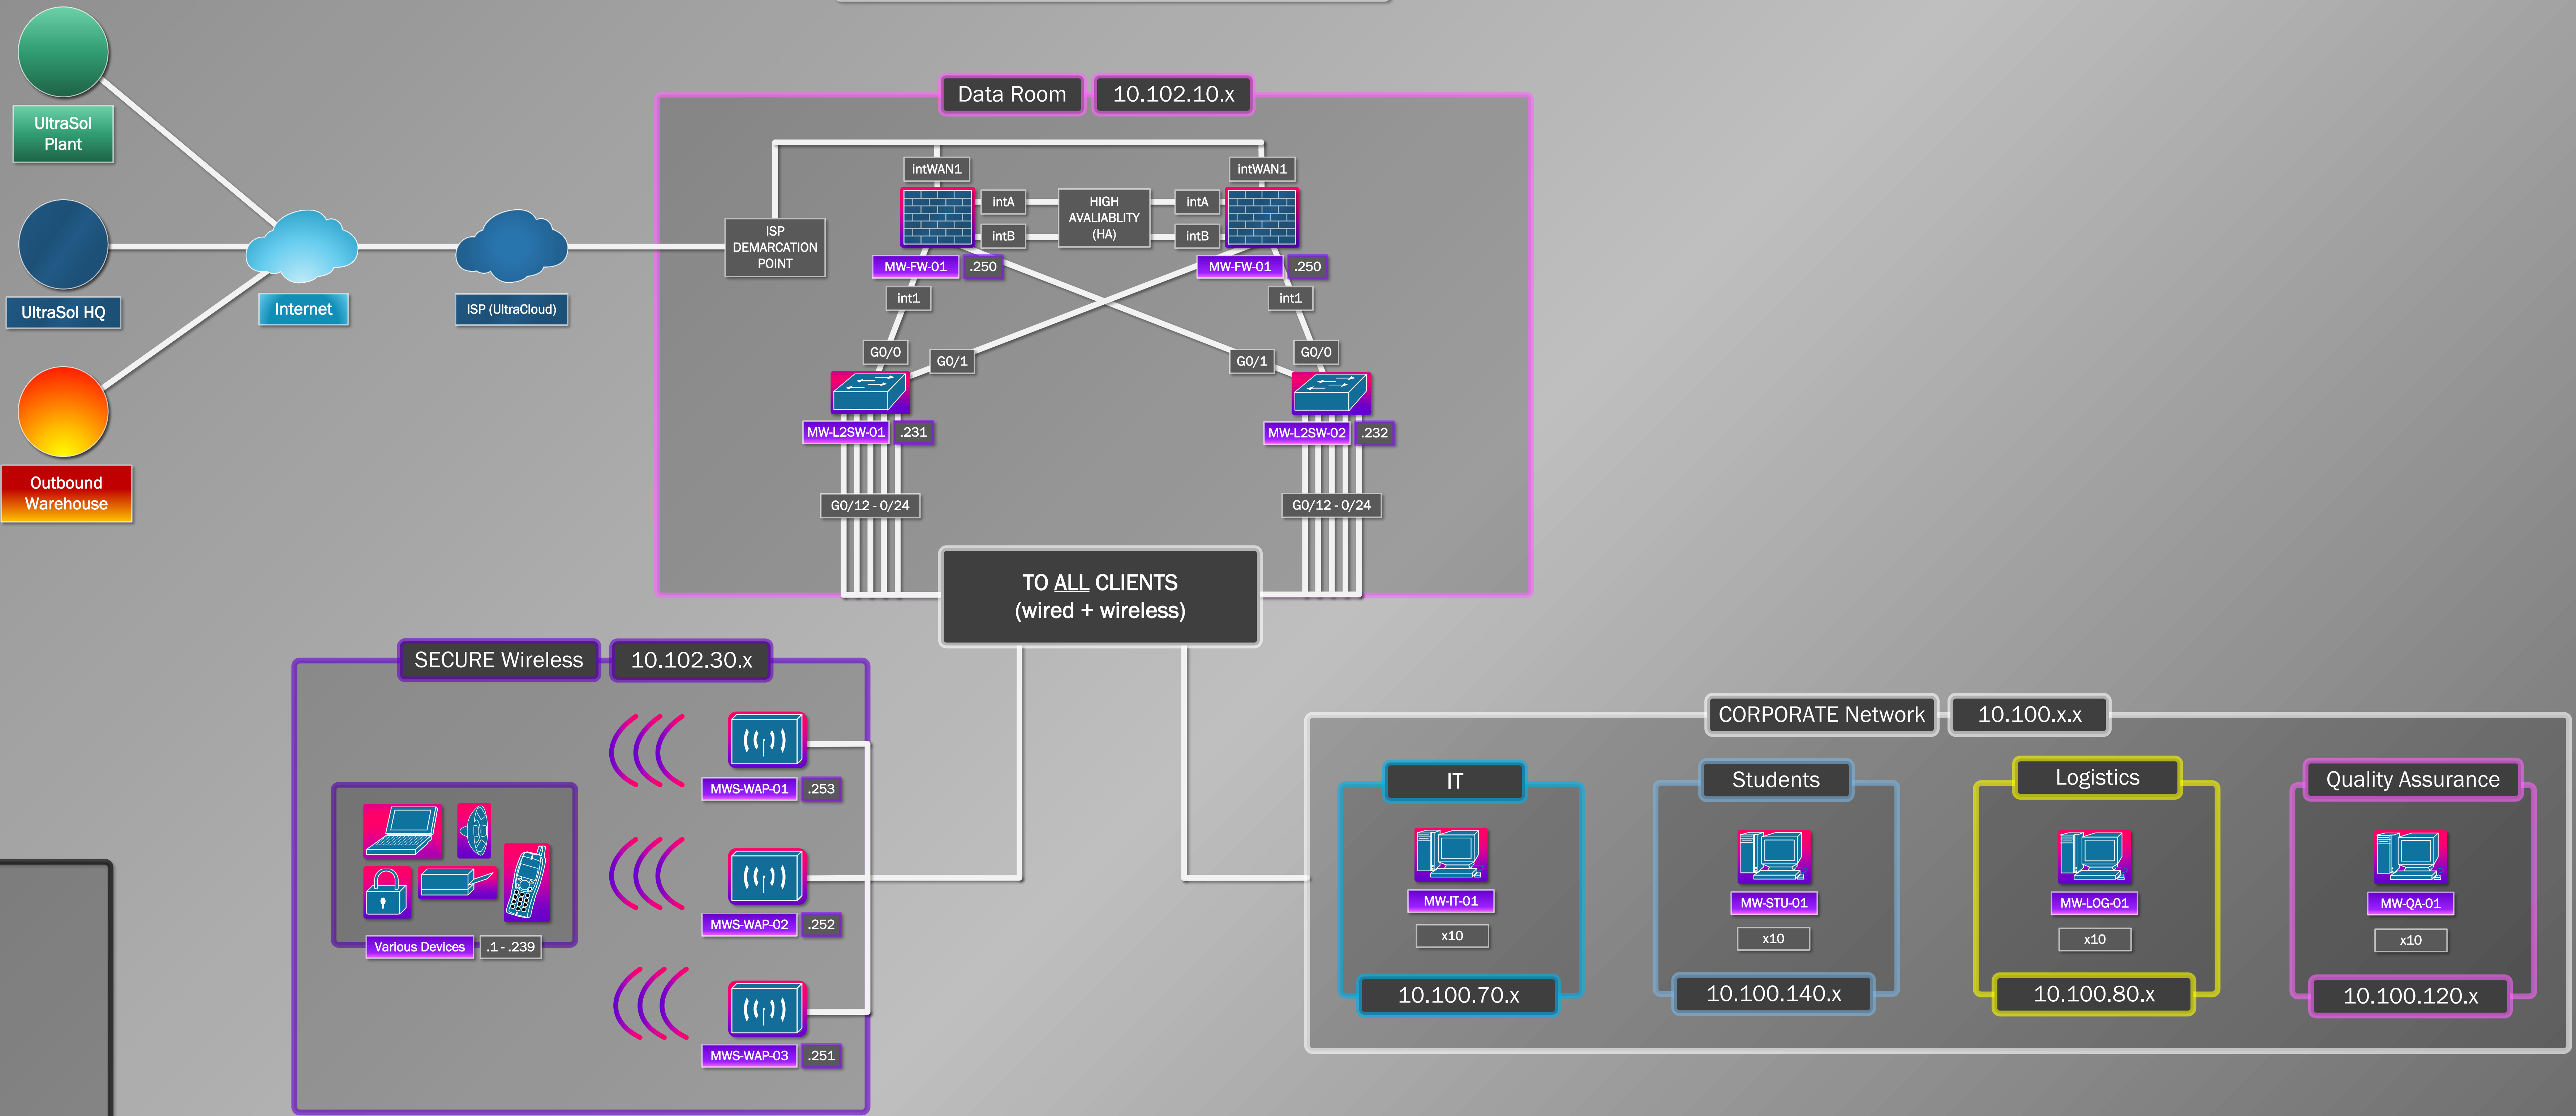 UltraSol
Plant
UltraSol HQ
Outbound
Warehouse
Internet
ISP (UltraCloud)
Data Room
10.102.10.x
ISP
DEMARCATION
POINT
intWAN1
intWAN1
intA
HIGH
AVALIABLITY
(HA)
intA
intB
intB
MW-FW-01
.250
MW-FW-01
.250
int1
int1
G0/0
G0/1
G0/1
G0/0
MW-L2SW-01
.231
MW-L2SW-02
.232
G0/12 - 0/24
G0/12 - 0/24
TO ALL CLIENTS
(wired + wireless)
SECURE Wireless
10.102.30.x
MWS-WAP-01
.253
MWS-WAP-02
.252
Various Devices
.1 - .239
MWS-WAP-03
.251
CORPORATE Network
10.100.x.x
IT
MW-IT-01
x10
10.100.70.x
Students
MW-STU-01
x10
10.100.140.x
Logistics
MW-LOG-01
x10
10.100.80.x
Quality Assurance
MW-QA-01
x10
10.100.120.x